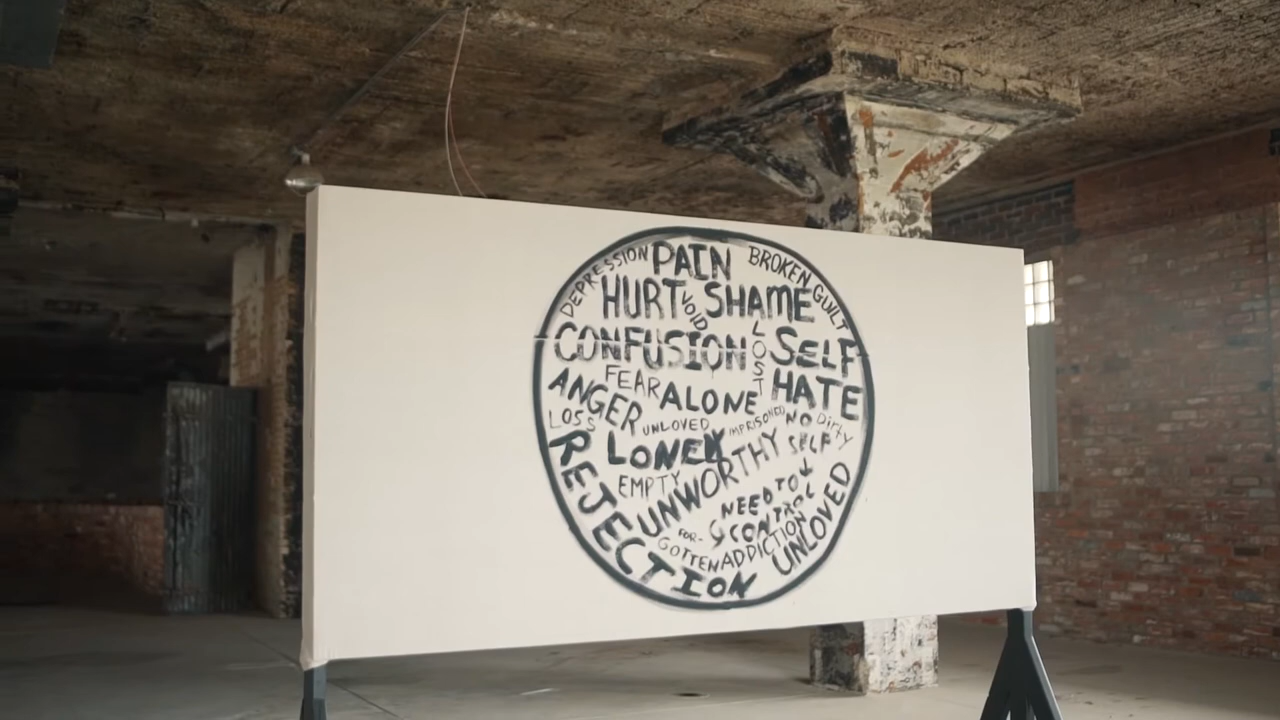 DEPRESSION
PAIN
BROKEN
GUILT
HURT
VOID
SHAME
CONFUSION
LOST
SELF
HATE
FEAR
ALONE
ANGER
LOSS
UNLOVED
IMPRISONED
NO
SELF
Dirty
LONELY
EMPTY
UNWORTHY
REJECTION
NEED TO
CONTROL
FOR-
GOTTEN
ADDICTION
UNLOVED